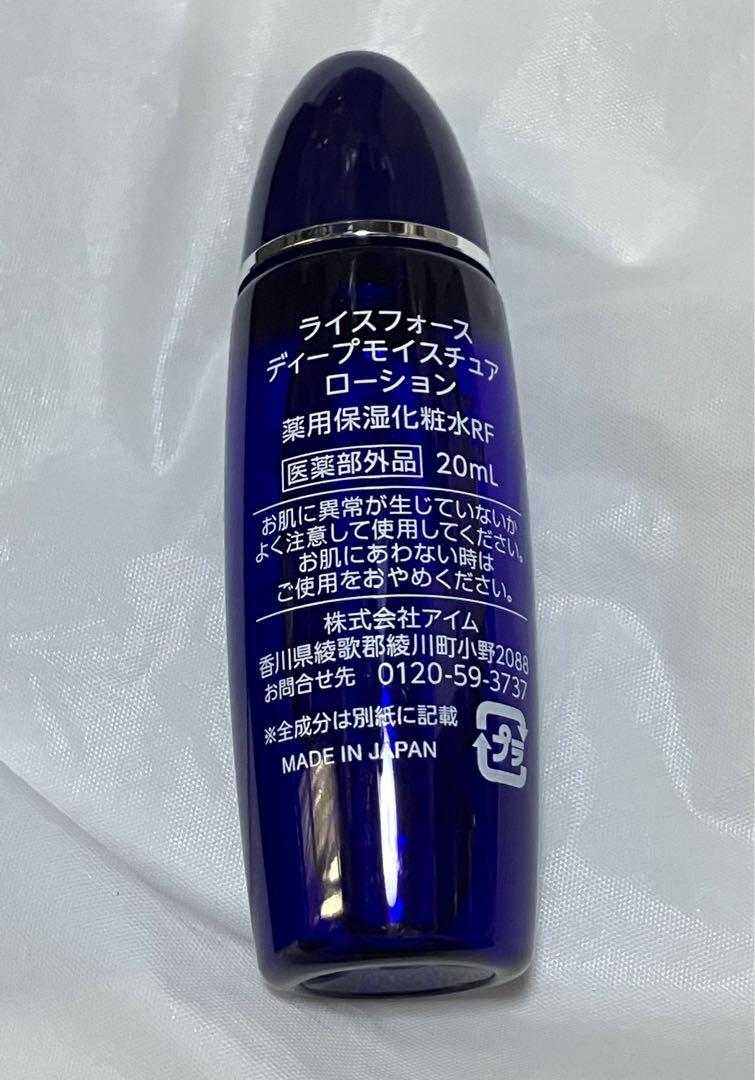 ライスフォース
ディープモイスチュア
ローション
薬用保湿化粧水RF
医薬部外品 20mL
お肌に異常が生じていないか
よく注意して使用してください。
お肌にあわない時は
ご使用をおやめください。
株式会社アイム
香川県綾歌郡綾川町小野2088
お問合せ先 0120-59-3737
※全成分は別紙に記載
MADE IN JAPAN
プラ